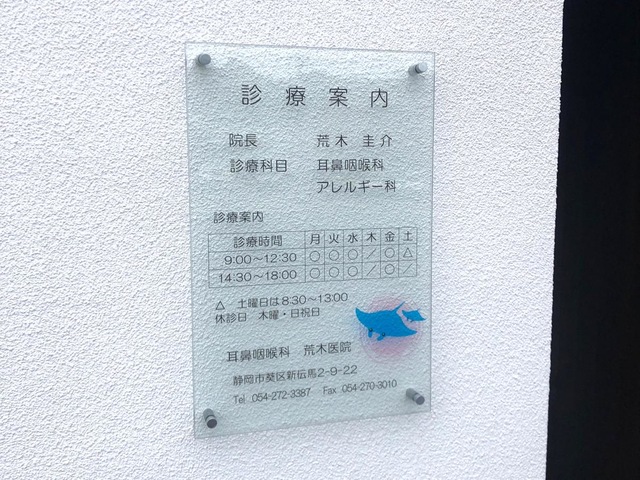 診療案内
院長 荒木 圭介
診療科目 耳鼻咽喉科
アレルギー科
診療案内
診療時間 月 火 水 木 金 土
9:00～12:30 ○ ○ ○ ／ ○ △
14:30～18:00 ○ ○ ○ ／ ○ ／
△ 土曜日は8:30～13:00
休診日 木曜・日祝日
耳鼻咽喉科 荒木医院
静岡市葵区新伝馬2-9-22
Tel 054-272-3387 Fax 054-270-3010